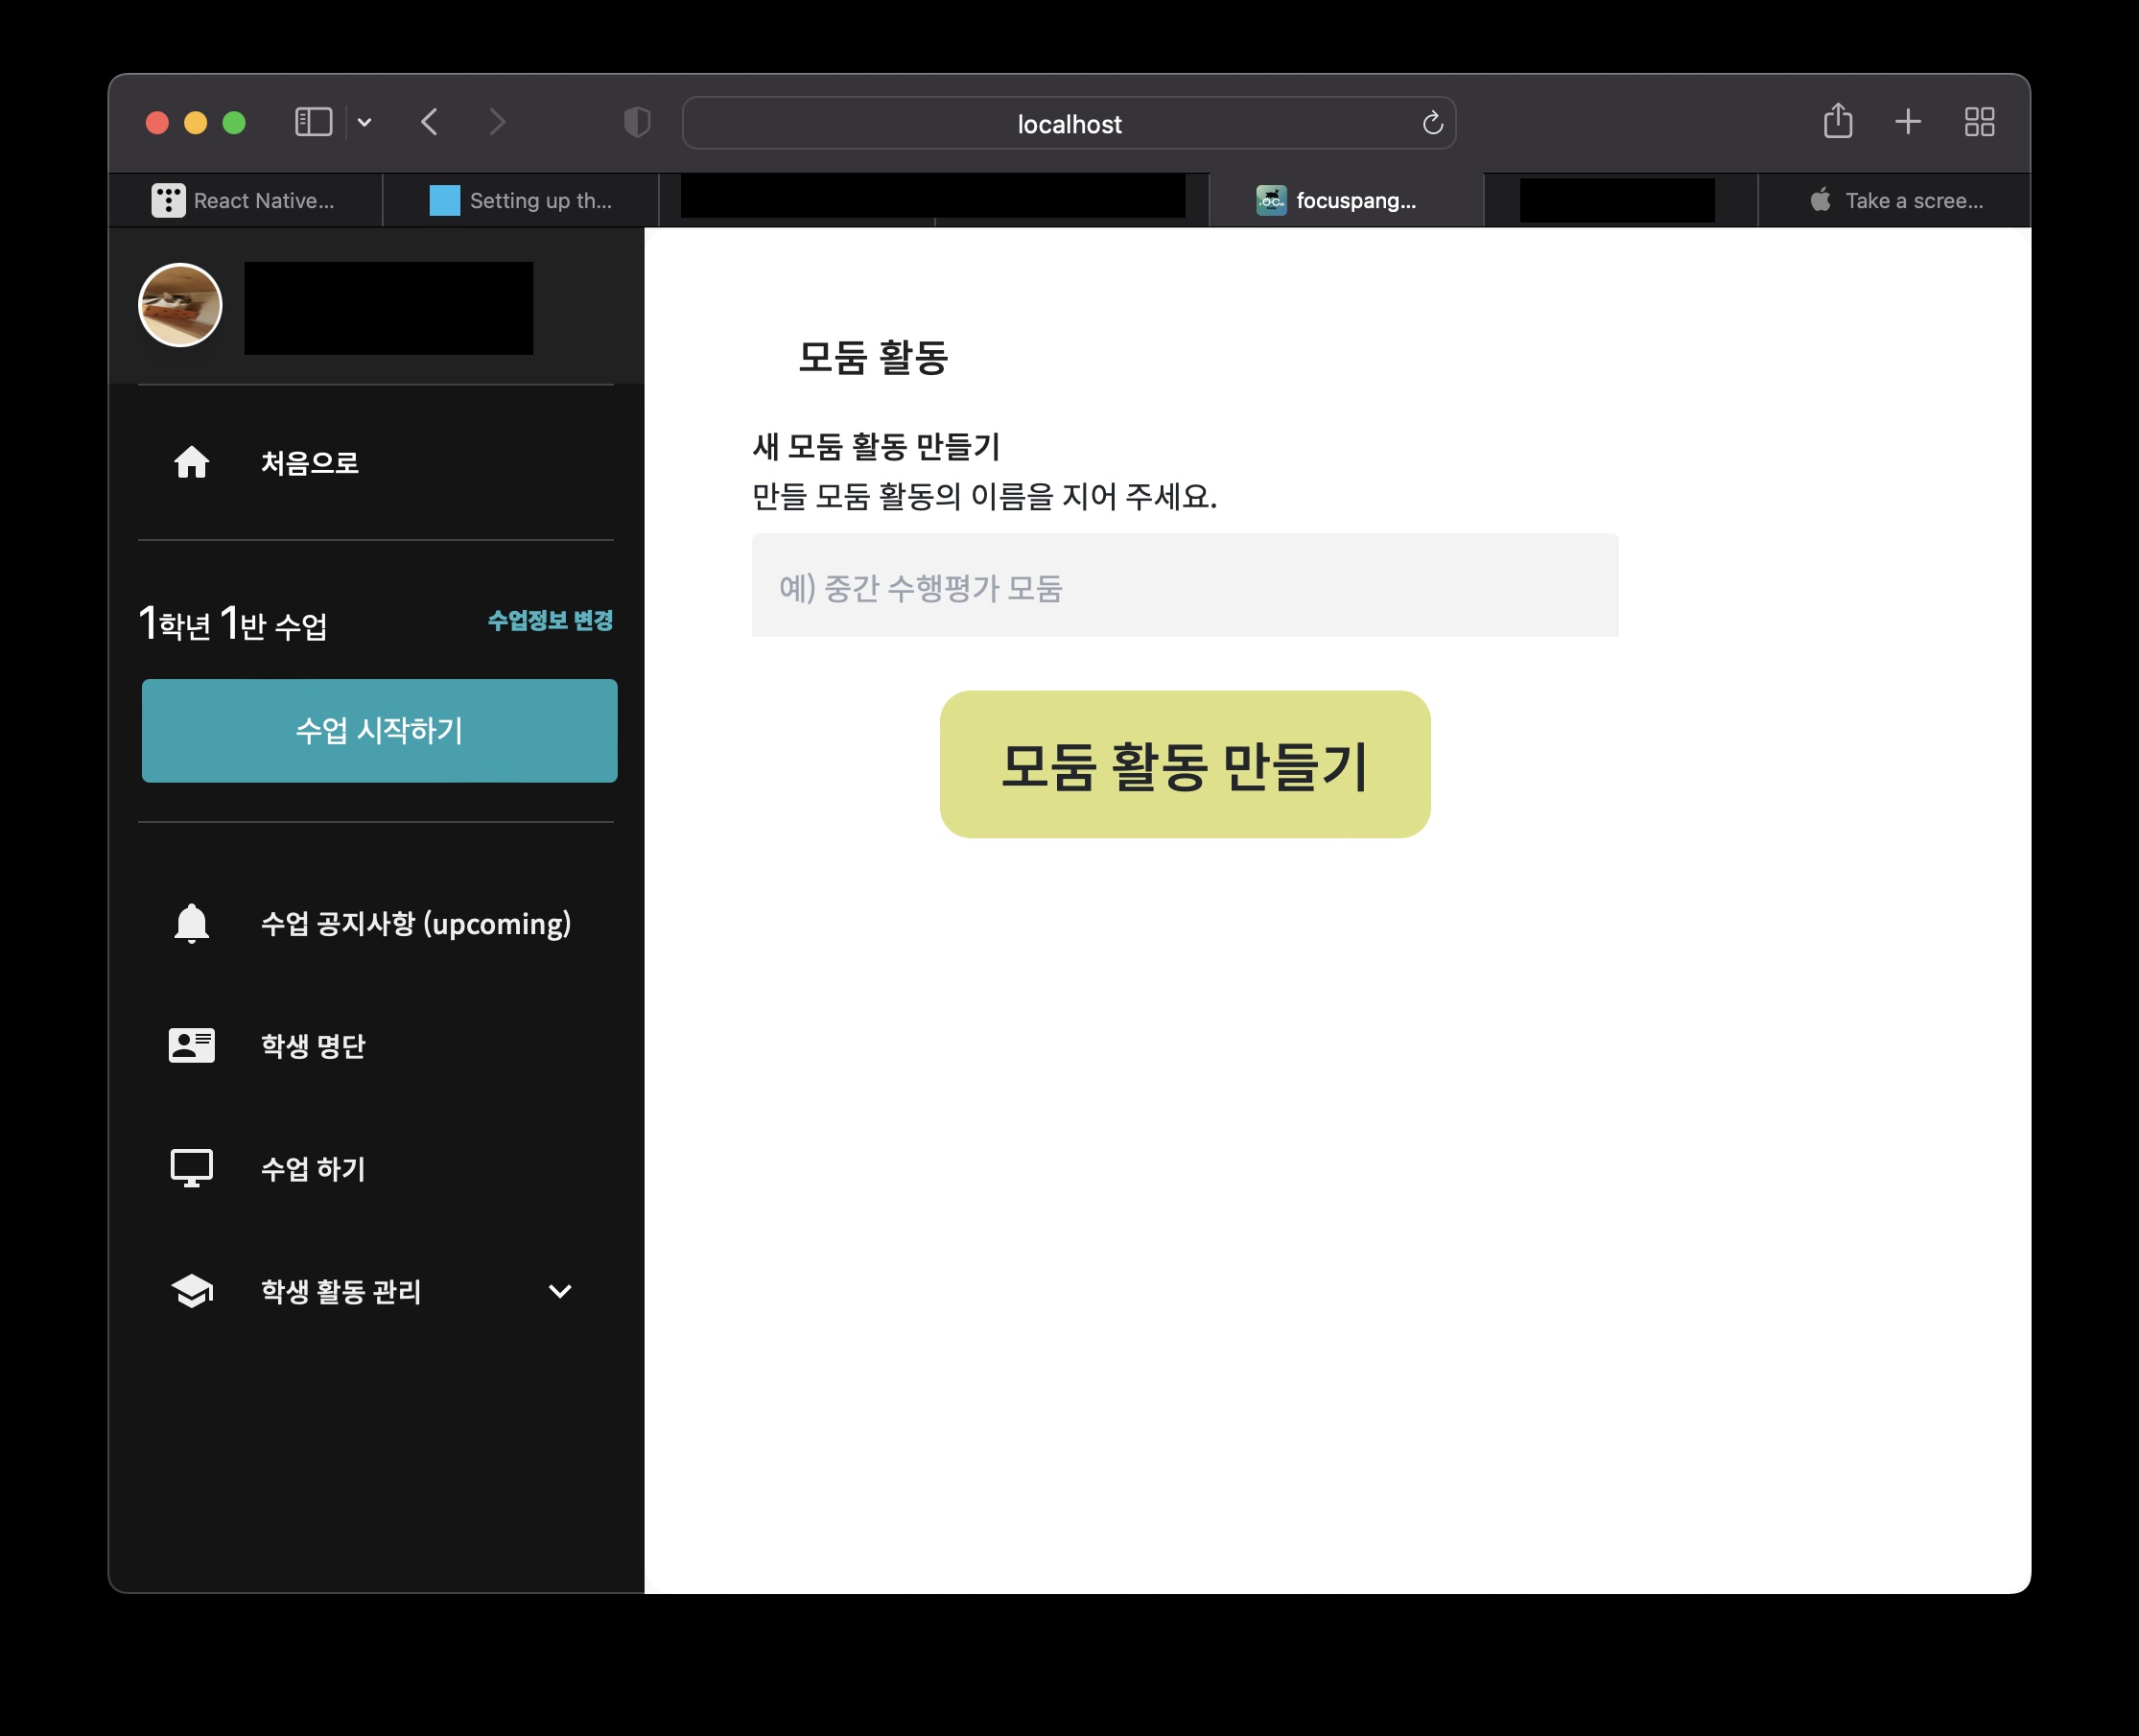 localhost
React Native...
Setting up th...
focuspang...
Take a scree...
처음으로
1학년 1반 수업
수업정보 변경
수업 시작하기
수업 공지사항 (upcoming)
학생 명단
수업 하기
학생 활동 관리
모둠 활동
새 모둠 활동 만들기
만들 모둠 활동의 이름을 지어 주세요.
예) 중간 수행평가 모둠
모둠 활동 만들기